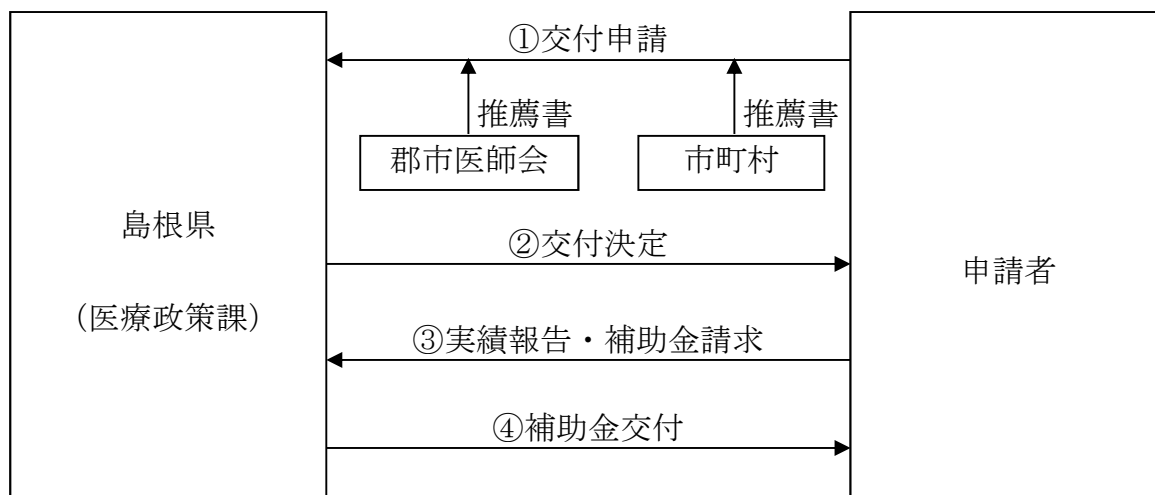 ①交付申請
推薦書
推薦書
郡市医師会
市町村
島根県
（医療政策課）
②交付決定
申請者
③実績報告・補助金請求
④補助金交付